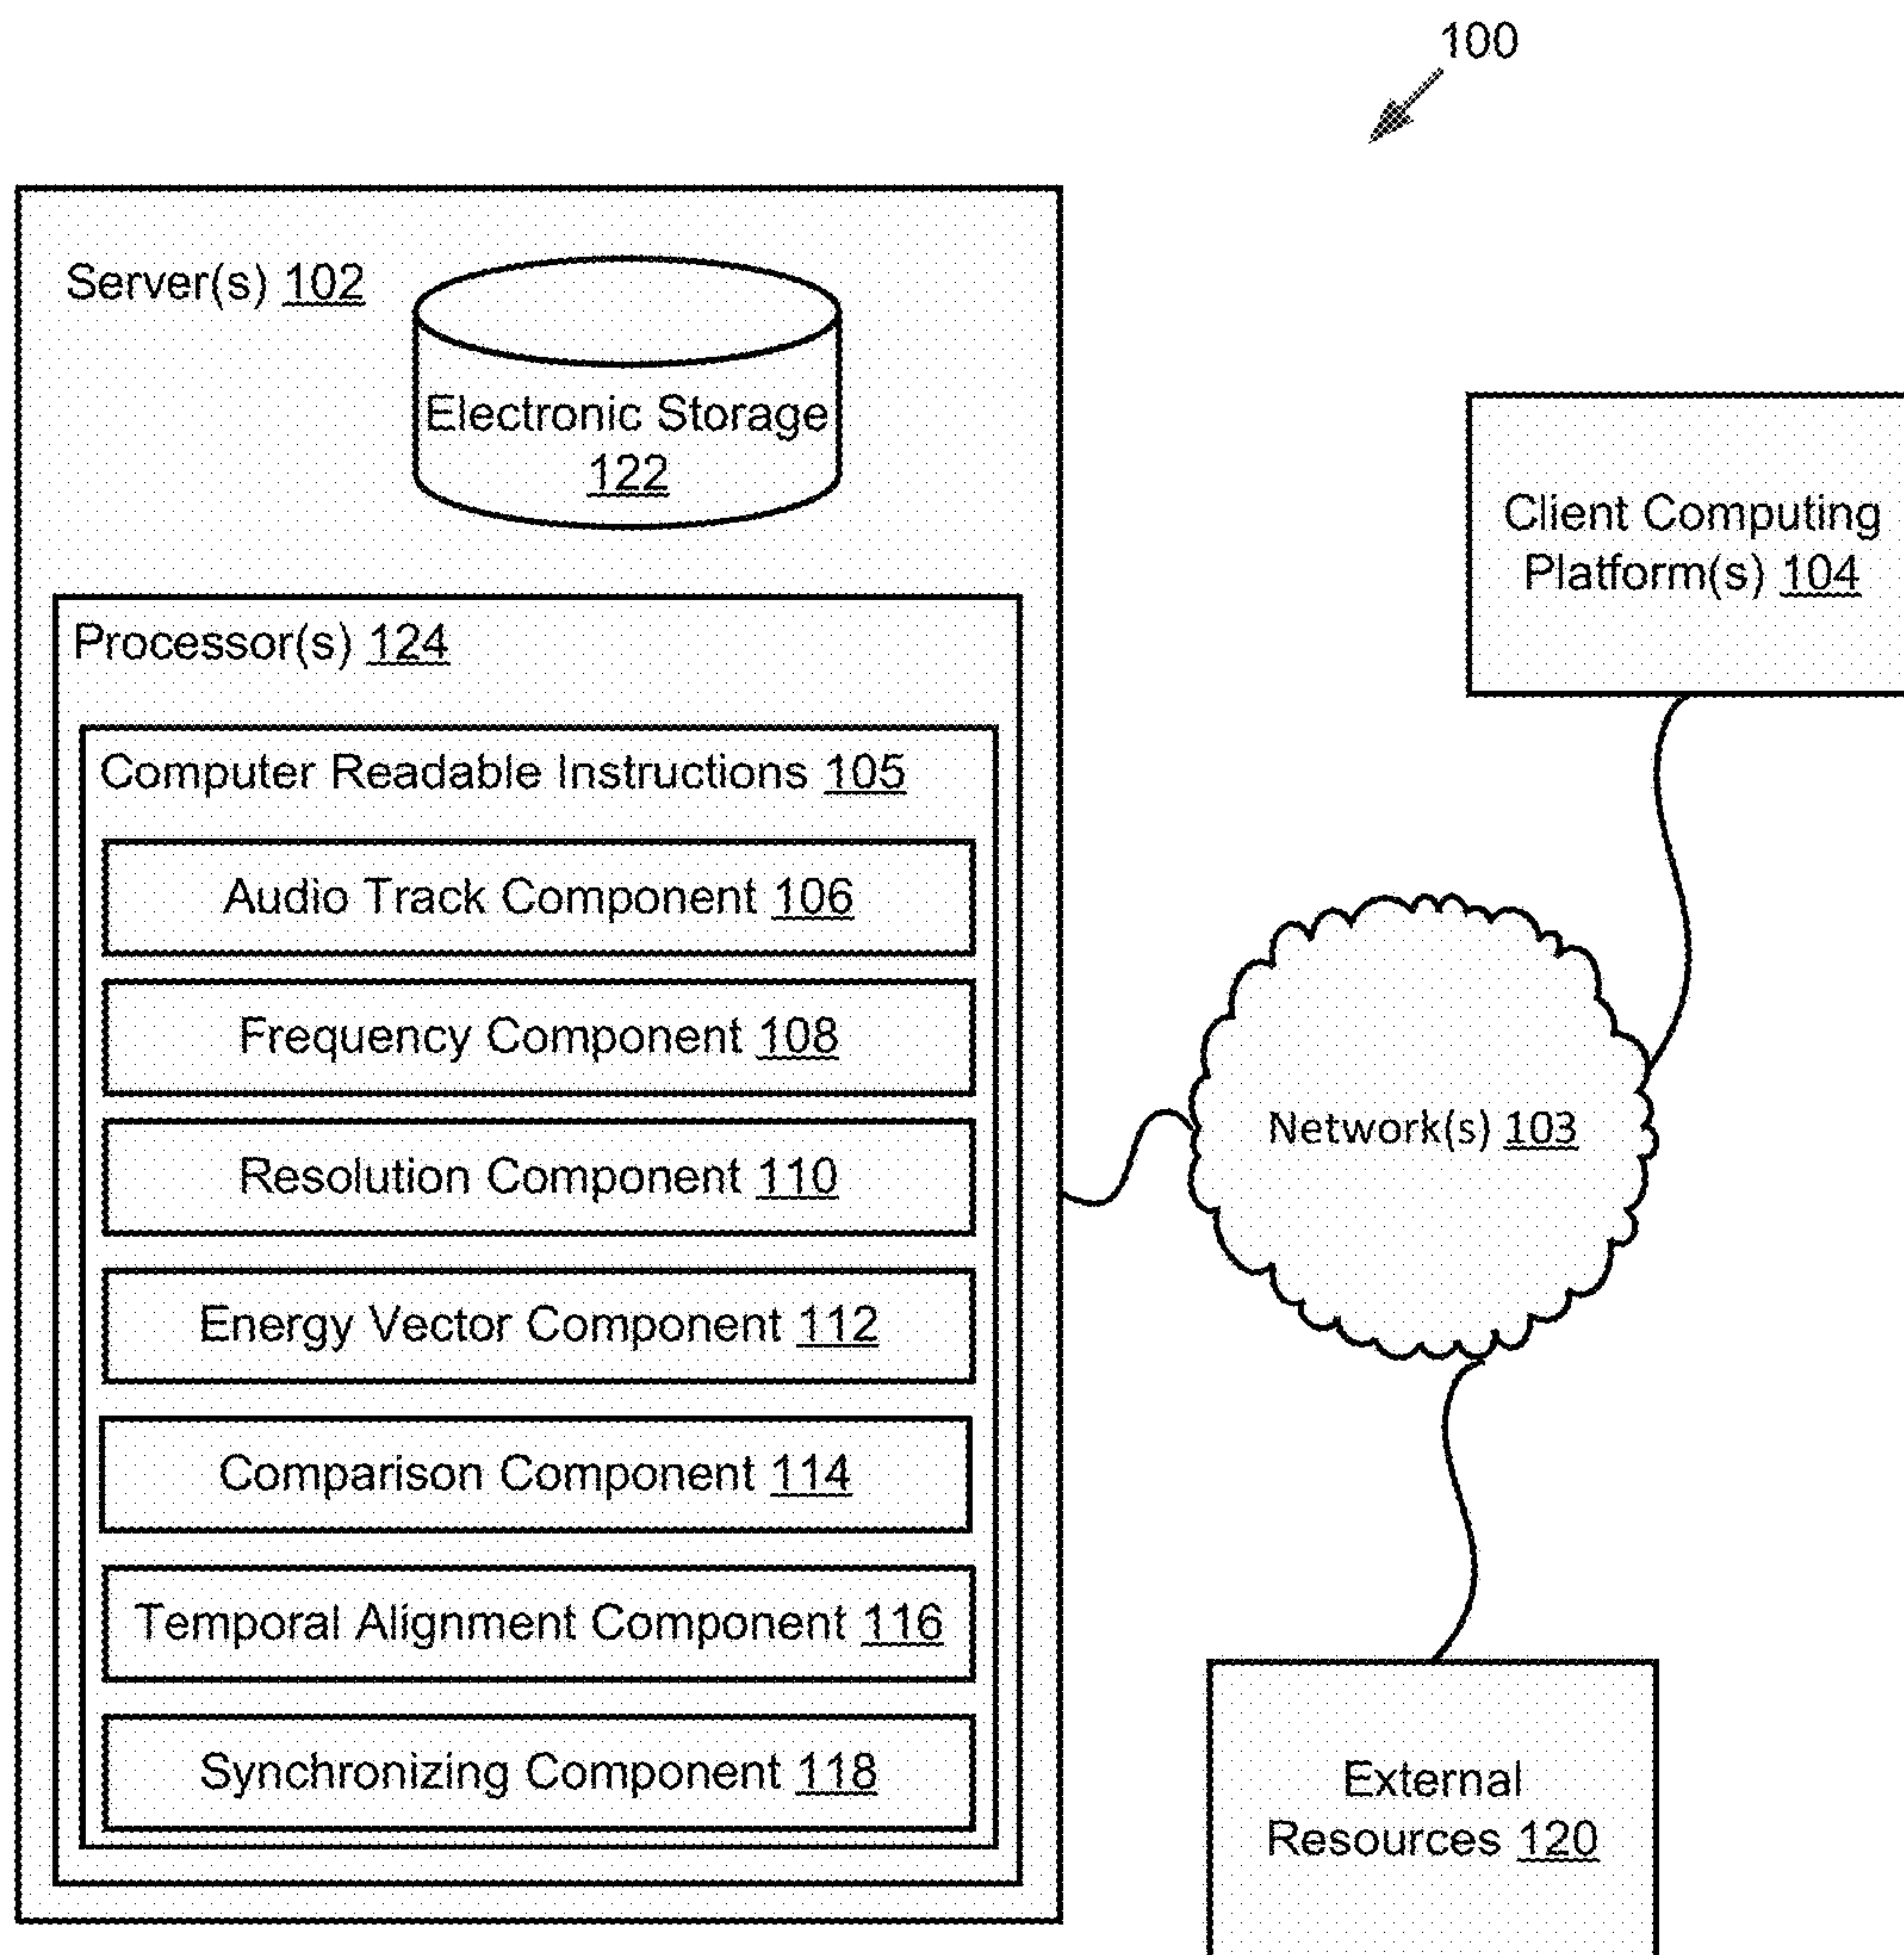 100
Server(s) 102
Electronic Storage
122
Client Computing
Platform(s) 104
Processor(s) 124
Computer Readable Instructions 105
Audio Track Component 106
Frequency Component 108
Resolution Component 110
Energy Vector Component 112
Comparison Component 114
Temporal Alignment Component 116
Synchronizing Component 118
Network(s) 103
External
Resources 120